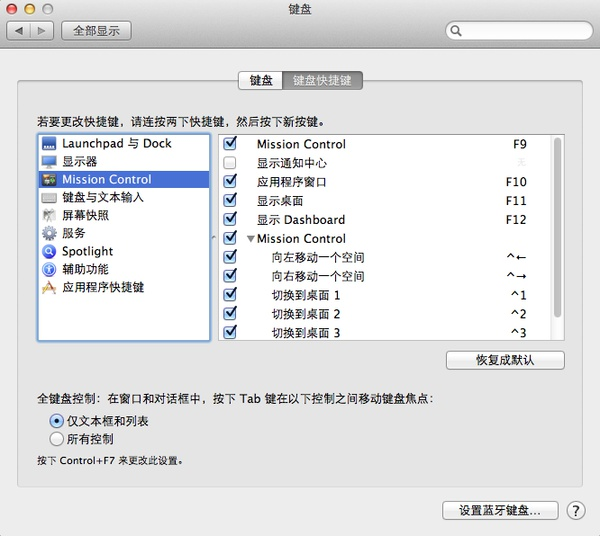 键盘
全部显示
键盘 键盘快捷键
若要更改快捷键，请连按两下快捷键，然后按下新按键。
Launchpad 与 Dock
显示器
Mission Control
键盘与文本输入
屏幕快照
服务
Spotlight
辅助功能
应用程序快捷键
Mission Control F9
显示通知中心 无
应用程序窗口 F10
显示桌面 F11
显示 Dashboard F12
Mission Control
向左移动一个空间 ^←
向右移动一个空间 ^→
切换到桌面 1 ^1
切换到桌面 2 ^2
切换到桌面 3 ^3
恢复成默认
全键盘控制：在窗口和对话框中，按下 Tab 键在以下控制之间移动键盘焦点：
仅文本框和列表
所有控制
按下 Control+F7 来更改此设置。
设置蓝牙键盘... ?